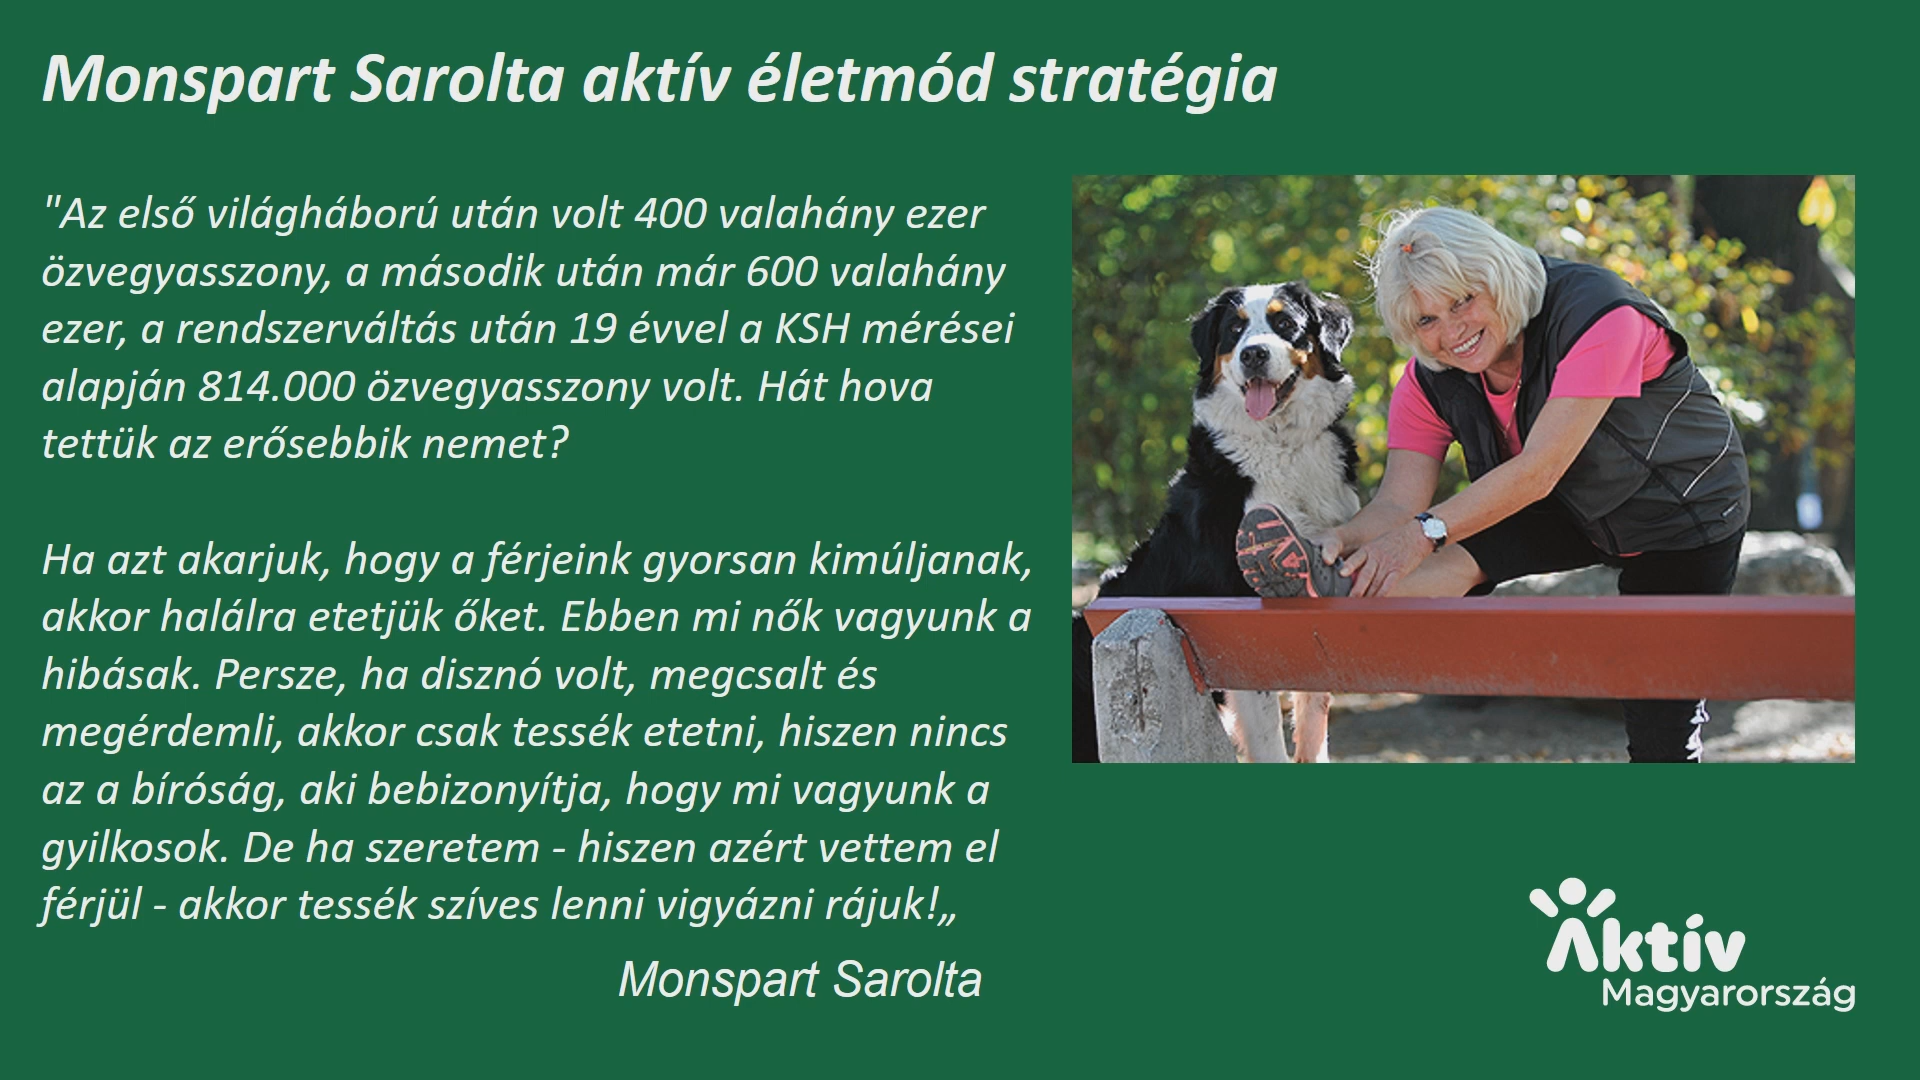 Monspart Sarolta aktív életmód stratégia
"Az első világháború után volt 400 valahány ezer
özvegyasszony, a második után már 600 valahány
ezer, a rendszerváltás után 19 évvel a KSH mérései
alapján 814.000 özvegyasszony volt. Hát hova
tettük az erősebbik nemet?
Ha azt akarjuk, hogy a férjeink gyorsan kimúljanak,
akkor halálra etetjük őket. Ebben mi nők vagyunk a
hibásak. Persze, ha disznó volt, megcsalt és
megérdemli, akkor csak tessék etetni, hiszen nincs
az a bíróság, aki bebizonyítja, hogy mi vagyunk a
gyilkosok. De ha szeretem - hiszen azért vettem el
férjül - akkor tessék szíves lenni vigyázni rájuk!„
Monspart Sarolta
Aktív
Magyarország